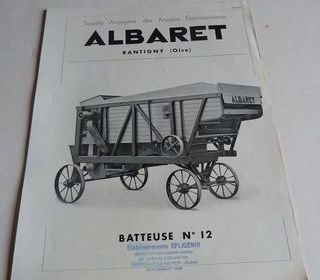 Société Anonyme des Anciens Établissements
ALBARET
RANTIGNY (Oise)
ALBARET
BATTEUSE N° 12
Établissements